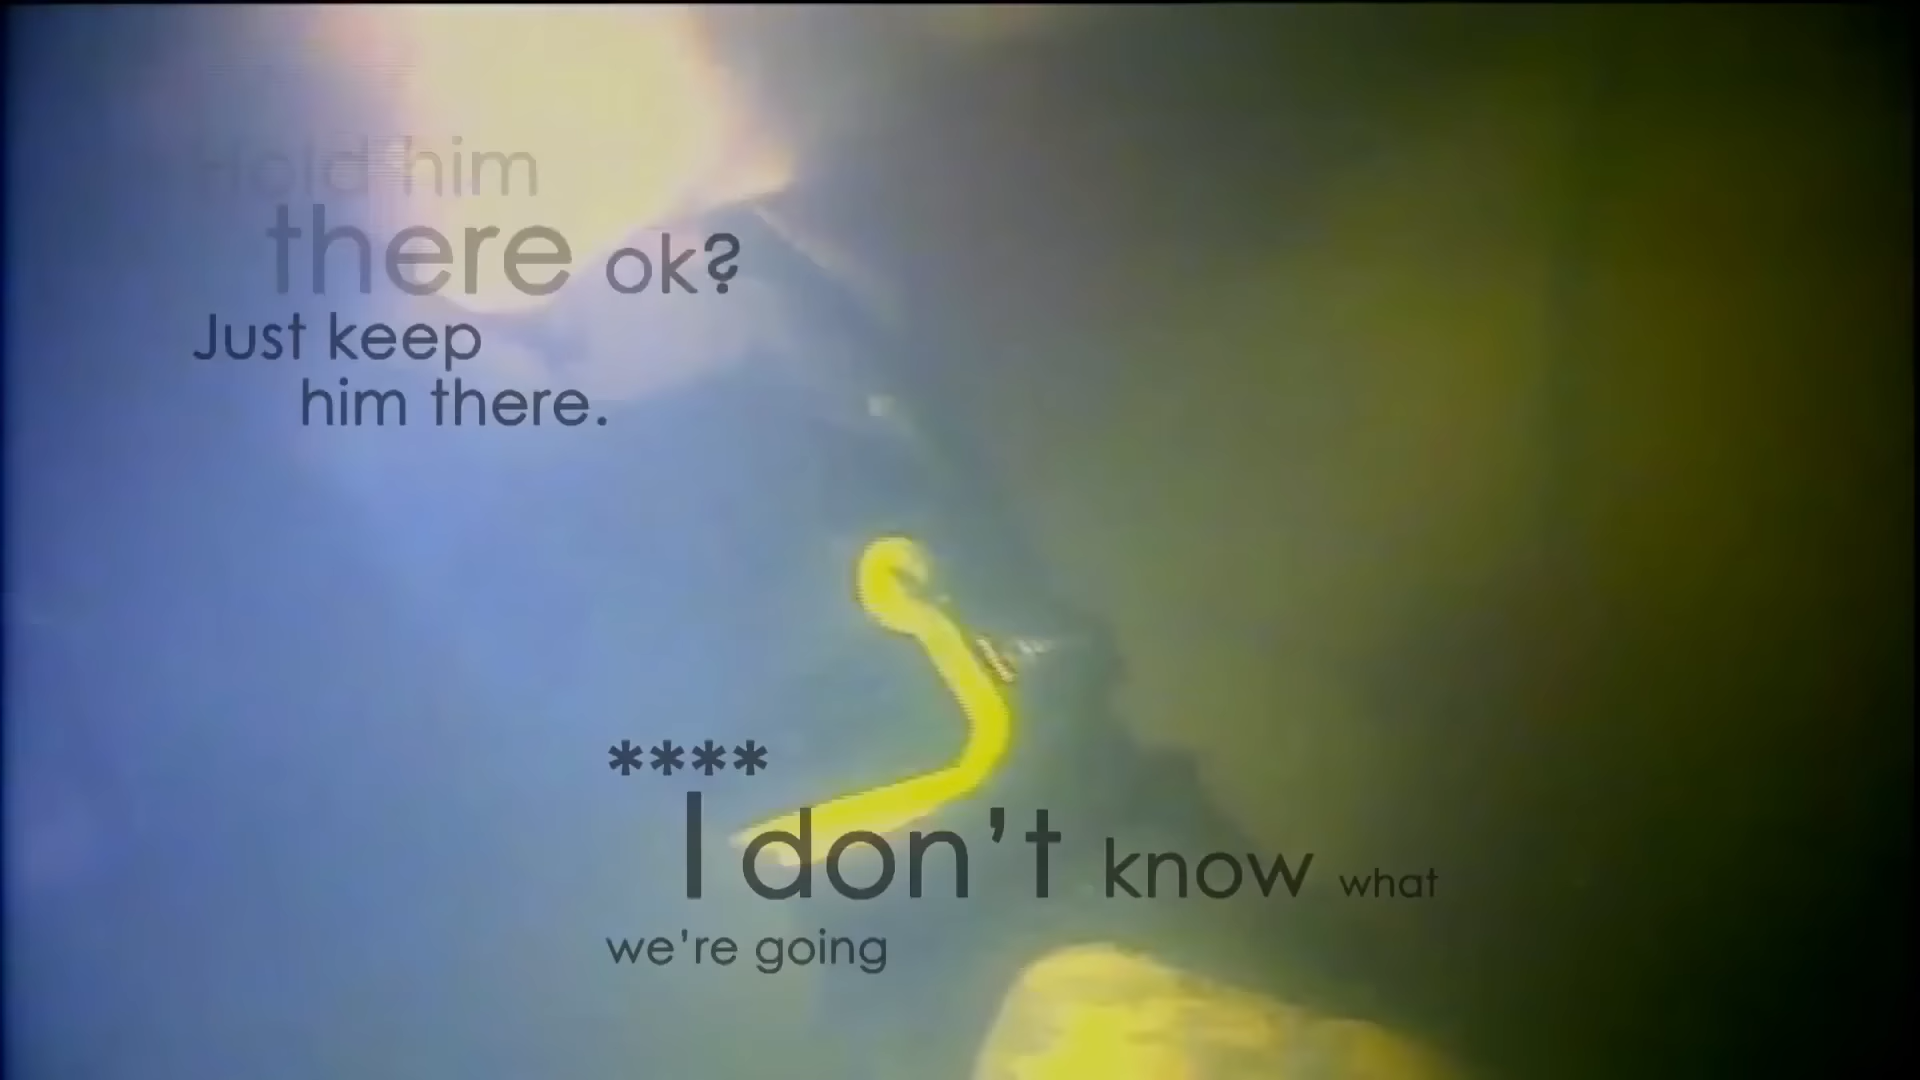 Hold him
there ok?
Just keep
him there.
****
I don't know what
we're going